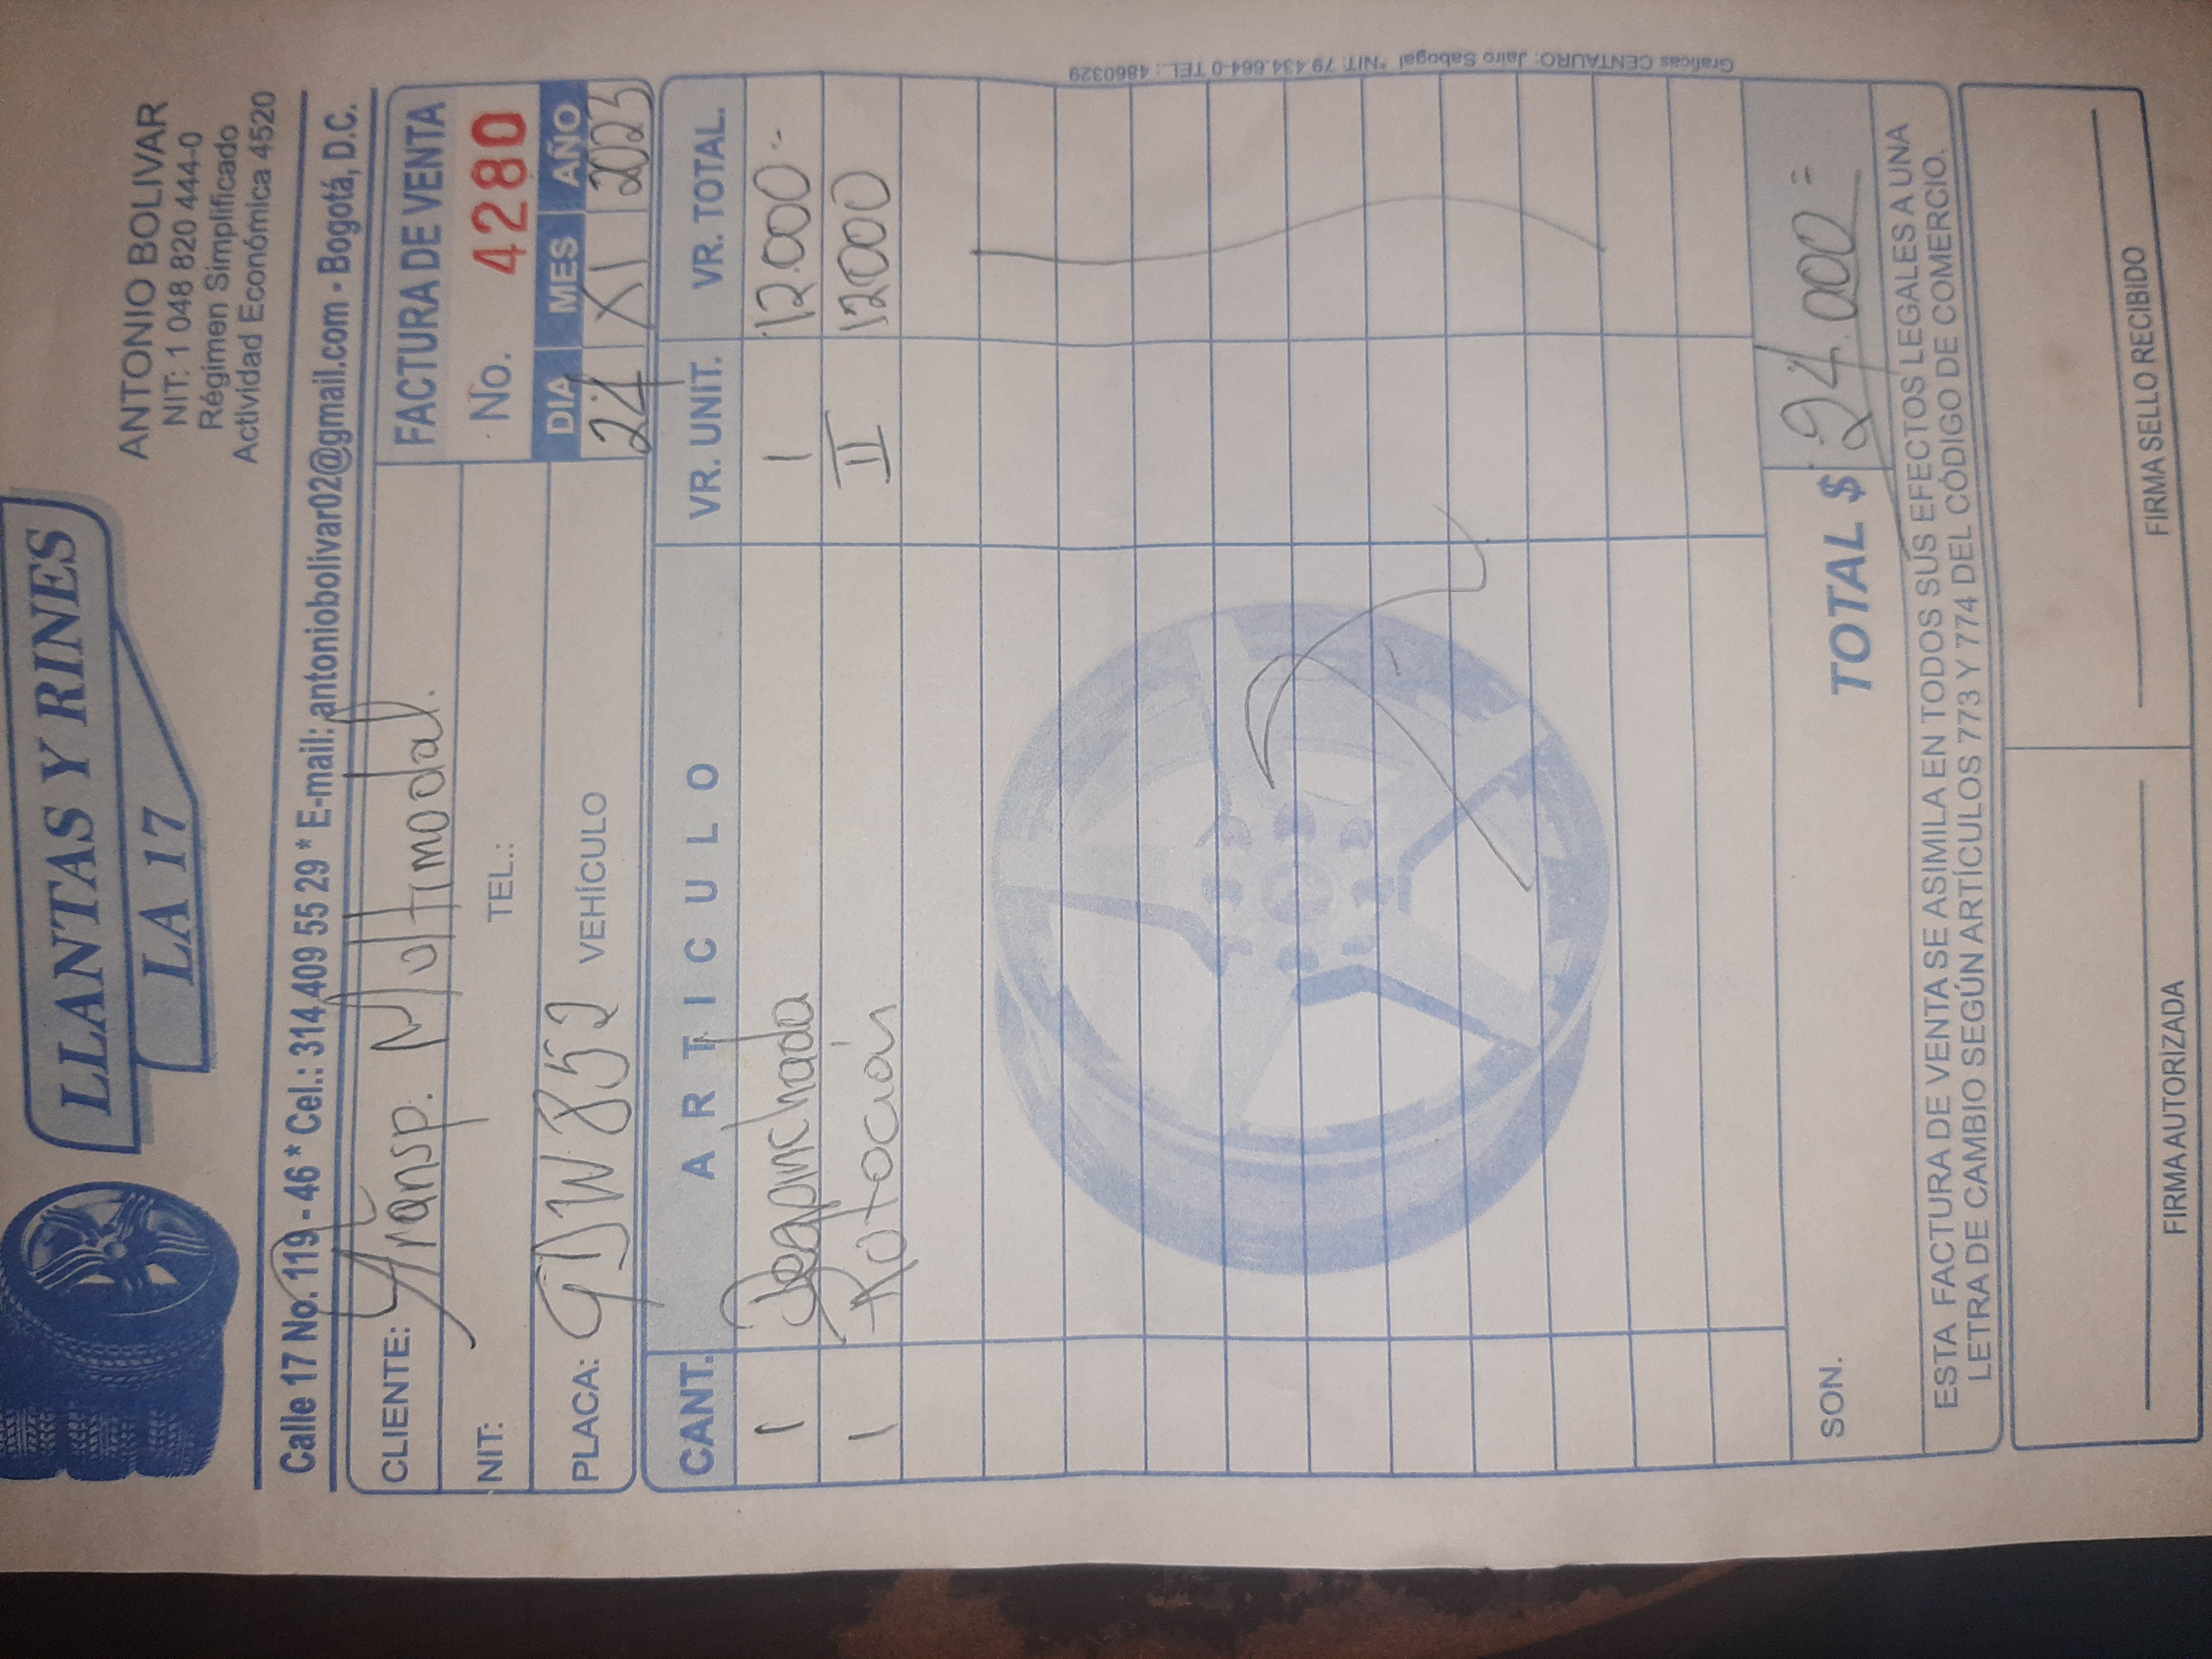 LLANTAS Y RINES
LA 17
ANTONIO BOLIVAR
NIT: 1 048 820 444-0
Régimen Simplificado
Actividad Económica 4520
Calle 17 No. 119 - 46 * Cel.: 314 409 55 29 * E-mail: antoniobolivar02@gmail.com - Bogotá, D.C.
CLIENTE: Transp. Multimodal.
NIT: TEL.:
PLACA: GDW 852 VEHÍCULO
FACTURA DE VENTA
No. 4280
DIA MES AÑO
24 XI 2023
CANT. ARTICULO VR. UNIT. VR. TOTAL.
1 Despinchada 1 12.000=
1 Rotación II 12000
SON. TOTAL $ 24.000=
ESTA FACTURA DE VENTA SE ASIMILA EN TODOS SUS EFECTOS LEGALES A UNA
LETRA DE CAMBIO SEGÚN ARTÍCULOS 773 Y 774 DEL CÓDIGO DE COMERCIO.
FIRMA AUTORIZADA FIRMA SELLO RECIBIDO
Graficas CENTAURO: Jairo Sabogal *NIT: 79.434.664-0 TEL.: 4860329